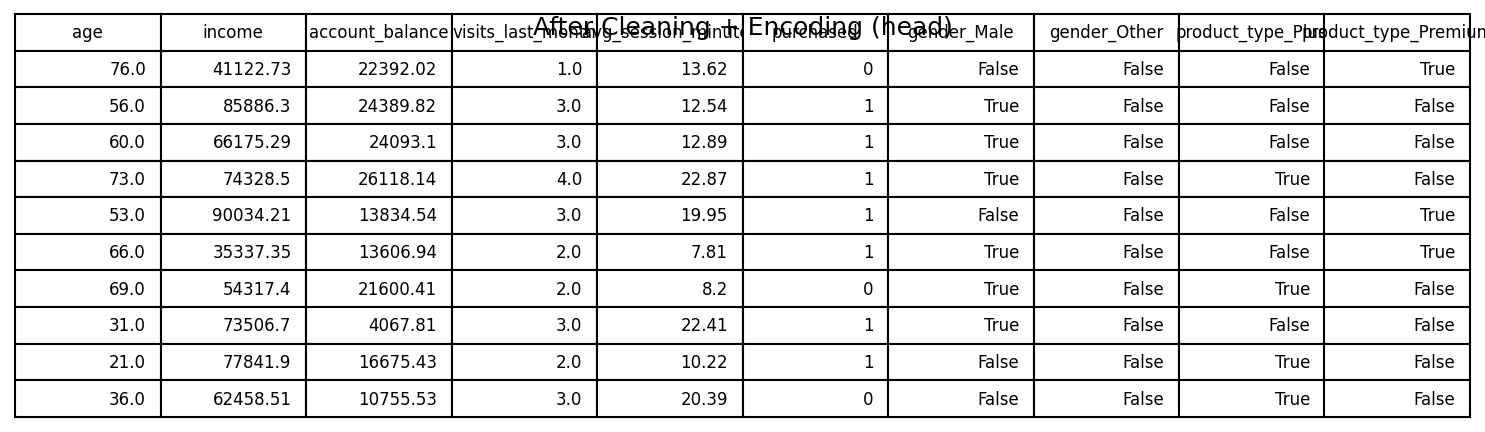 After Cleaning + Encoding (head)
age income account_balance visits_last_month avg_session_minute purchased gender_Male gender_Other product_type_Plus product_type_Premium
76.0 41122.73 22392.02 1.0 13.62 0 False False False True
56.0 85886.3 24389.82 3.0 12.54 1 True False False False
60.0 66175.29 24093.1 3.0 12.89 1 True False False False
73.0 74328.5 26118.14 4.0 22.87 1 True False True False
53.0 90034.21 13834.54 3.0 19.95 1 False False False True
66.0 35337.35 13606.94 2.0 7.81 1 True False False True
69.0 54317.4 21600.41 2.0 8.2 0 True False True False
31.0 73506.7 4067.81 3.0 22.41 1 True False False False
21.0 77841.9 16675.43 2.0 10.22 1 False False True False
36.0 62458.51 10755.53 3.0 20.39 0 False False True False